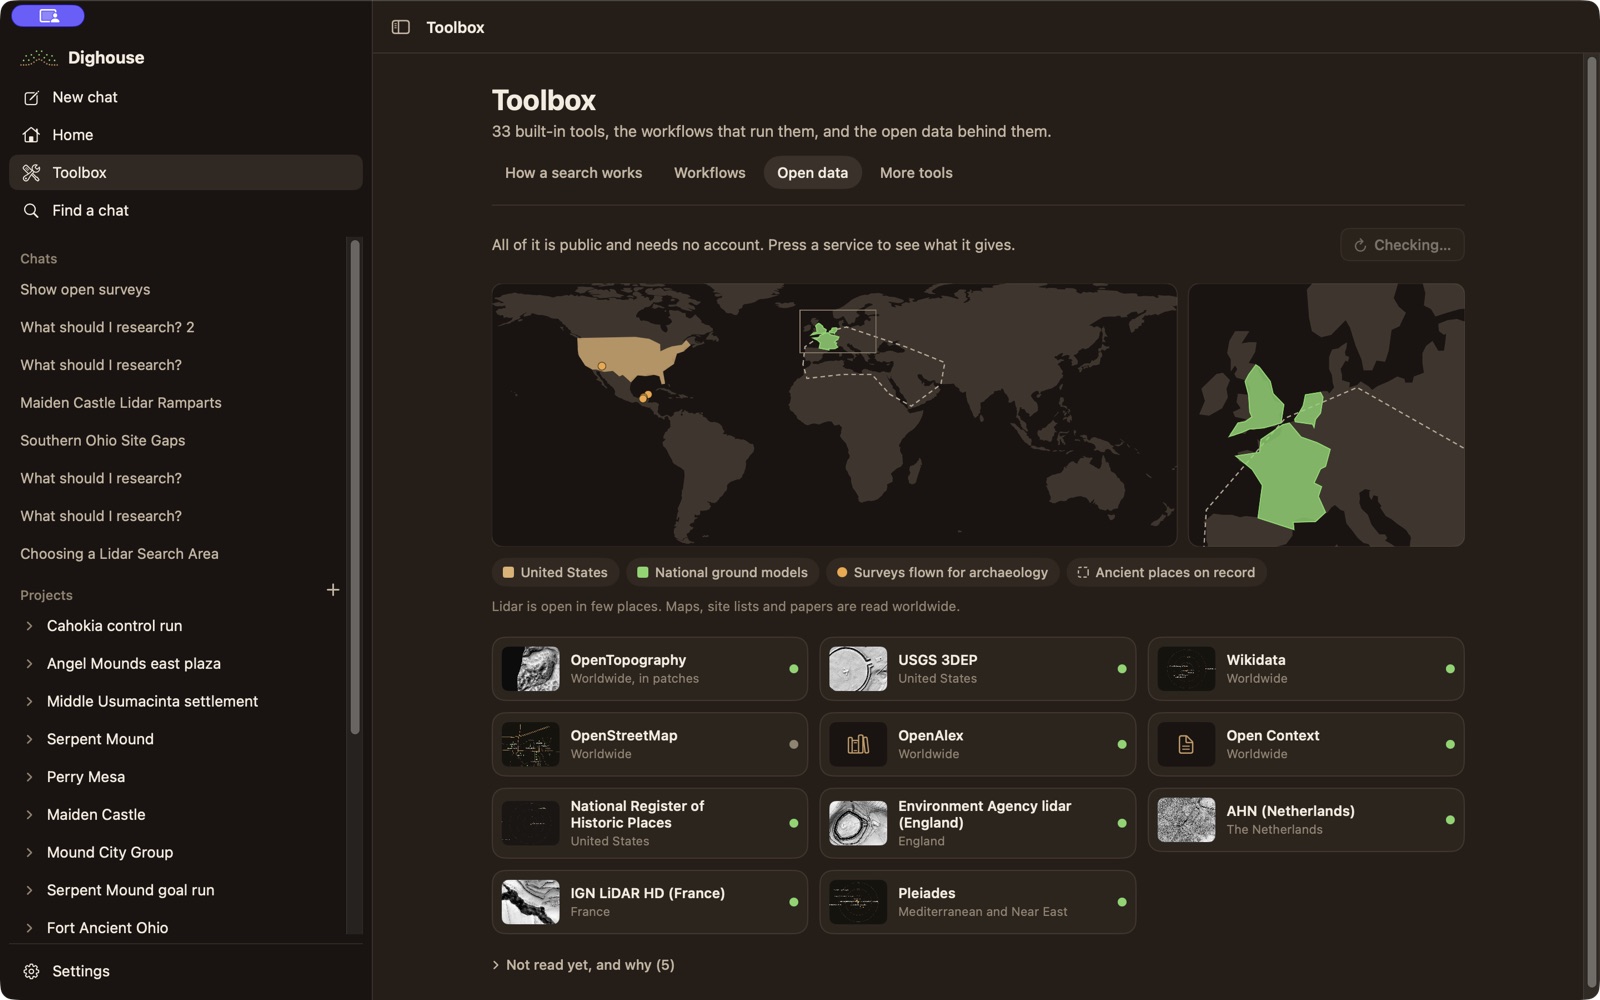 Dighouse
New chat
Home
Toolbox
Find a chat
Chats
Show open surveys
What should I research? 2
What should I research?
Maiden Castle Lidar Ramparts
Southern Ohio Site Gaps
What should I research?
What should I research?
Choosing a Lidar Search Area
Projects
Cahokia control run
Angel Mounds east plaza
Middle Usumacinta settlement
Serpent Mound
Perry Mesa
Maiden Castle
Mound City Group
Serpent Mound goal run
Fort Ancient Ohio
Settings
Toolbox
Toolbox
33 built-in tools, the workflows that run them, and the open data behind them.
How a search works
Workflows
Open data
More tools
All of it is public and needs no account. Press a service to see what it gives.
Checking...
United States
National ground models
Surveys flown for archaeology
Ancient places on record
Lidar is open in few places. Maps, site lists and papers are read worldwide.
OpenTopography
Worldwide, in patches
USGS 3DEP
United States
Wikidata
Worldwide
OpenStreetMap
Worldwide
OpenAlex
Worldwide
Open Context
Worldwide
National Register of
Historic Places
United States
Environment Agency lidar
(England)
England
AHN (Netherlands)
The Netherlands
IGN LiDAR HD (France)
France
Pleiades
Mediterranean and Near East
Not read yet, and why (5)